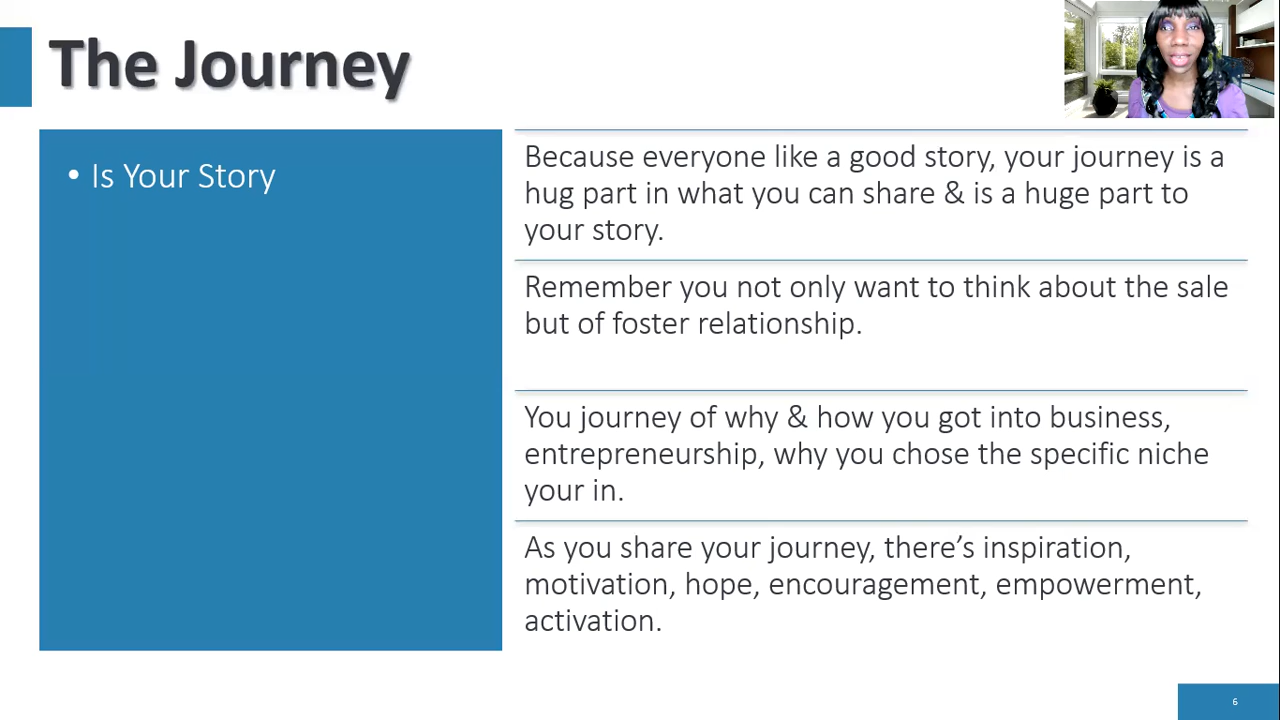 The Journey
• Is Your Story
Because everyone like a good story, your journey is a
hug part in what you can share & is a huge part to
your story.
Remember you not only want to think about the sale
but of foster relationship.
You journey of why & how you got into business,
entrepreneurship, why you chose the specific niche
your in.
As you share your journey, there’s inspiration,
motivation, hope, encouragement, empowerment,
activation.
6